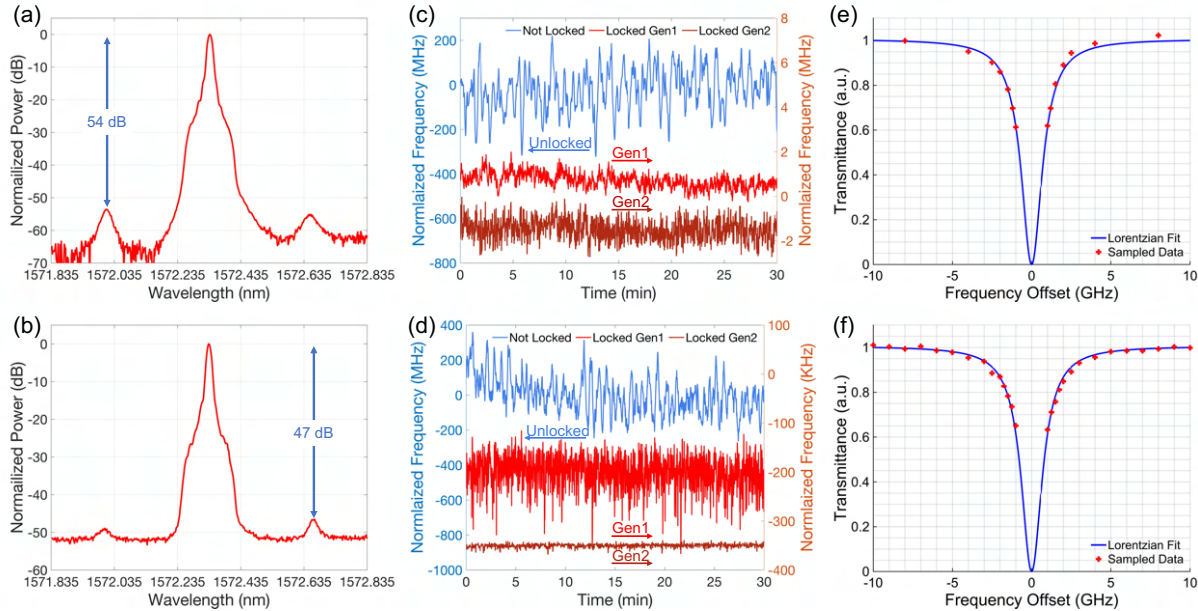 (a)
Normalized Power (dB)
0
-10
-20
-30
-40
-50
-60
-70
54 dB
1571.835
1572.035
1572.235
1572.435
1572.635
1572.835
Wavelength (nm)
(c)
Normlaized Frequency (MHz)
200
0
-200
-400
-600
-800
Not Locked
Locked Gen1
Locked Gen2
Unlocked
Gen1
Gen2
8
6
4
2
0
-2
Normlaized Frequency (MHz)
0
5
10
15
20
25
30
Time (min)
(e)
Transmittance (a.u.)
1
0.8
0.6
0.4
0.2
0
Lorentzian Fit
Sampled Data
-10
-5
0
5
10
Frequency Offset (GHz)
(b)
Normalized Power (dB)
0
-10
-20
-30
-40
-50
-60
47 dB
1571.835
1572.035
1572.235
1572.435
1572.635
1572.835
Wavelength (nm)
(d)
Normlaized Frequency (MHz)
400
200
0
-200
-400
-600
-800
-1000
Not Locked
Locked Gen1
Locked Gen2
Unlocked
Gen1
Gen2
100
0
-100
-200
-300
-400
Normlaized Frequency (KHz)
0
5
10
15
20
25
30
Time (min)
(f)
Transmittance (a.u.)
1
0.8
0.6
0.4
0.2
0
Lorentzian Fit
Sampled Data
-10
-5
0
5
10
Frequency Offset (GHz)